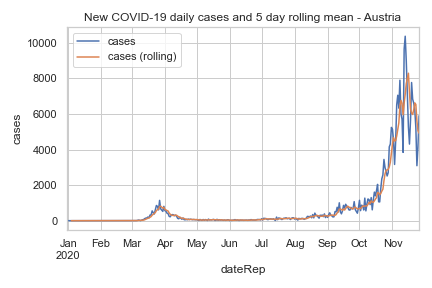 New COVID-19 daily cases and 5 day rolling mean - Austria
cases
cases (rolling)
10000
8000
6000
4000
2000
0
cases
Jan Feb Mar Apr May Jun Jul Aug Sep Oct Nov
2020
dateRep